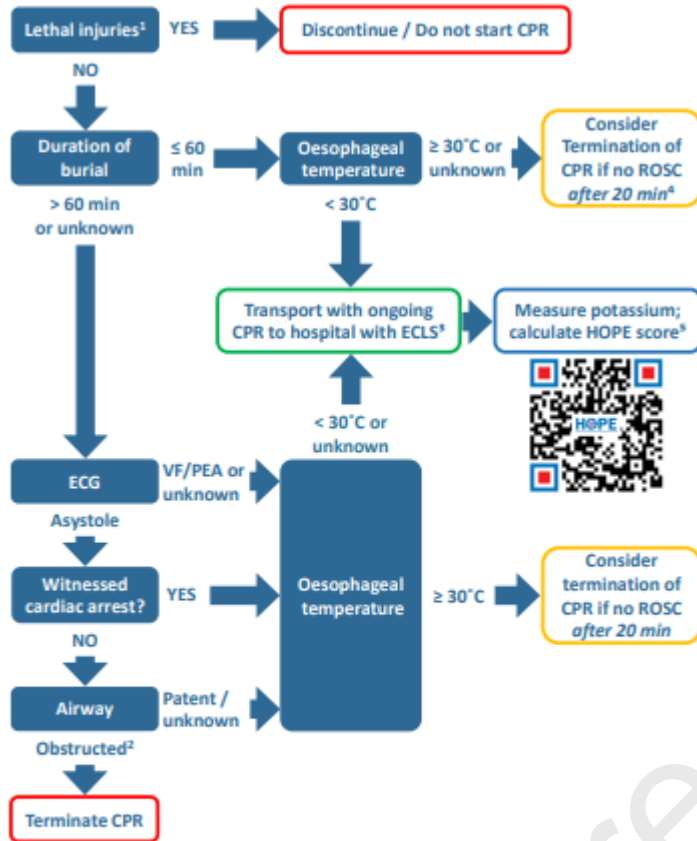 Lethal injuries¹
YES
Discontinue / Do not start CPR
NO
Duration of
burial
≤ 60
min
Oesophageal
temperature
≥ 30˚C or
unknown
Consider
Termination of
CPR if no ROSC
after 20 min⁴
> 60 min
or unknown
< 30˚C
Transport with ongoing
CPR to hospital with ECLS³
Measure potassium;
calculate HOPE score⁵
HOPE
< 30˚C or
unknown
ECG
VF/PEA or
unknown
Asystole
Witnessed
cardiac arrest?
YES
Oesophageal
temperature
≥ 30˚C
Consider
termination of
CPR if no ROSC
after 20 min
NO
Airway
Patent /
unknown
Obstructed²
Terminate CPR